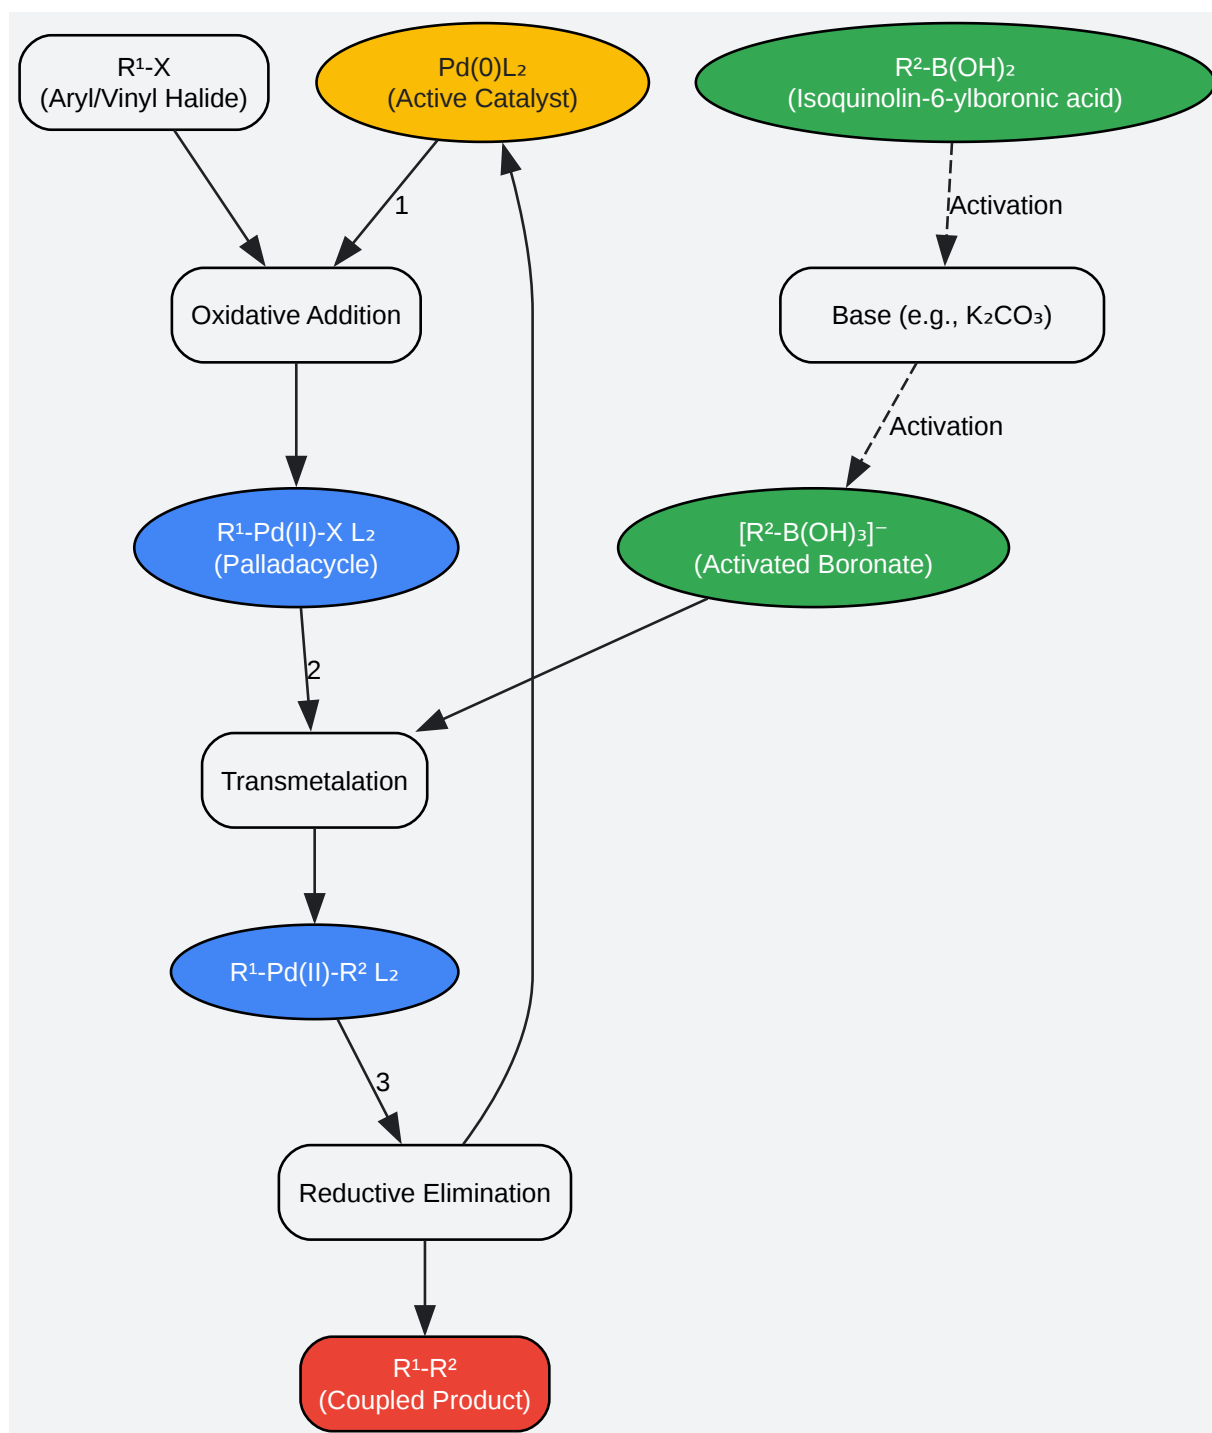 R¹-X
(Aryl/Vinyl Halide)
Pd(0)L₂
(Active Catalyst)
R²-B(OH)₂
(Isoquinolin-6-ylboronic acid)
1
Activation
Oxidative Addition
Base (e.g., K₂CO₃)
Activation
R¹-Pd(II)-X L₂
(Palladacycle)
[R²-B(OH)₃]⁻
(Activated Boronate)
2
Transmetalation
R¹-Pd(II)-R² L₂
3
Reductive Elimination
R¹-R²
(Coupled Product)